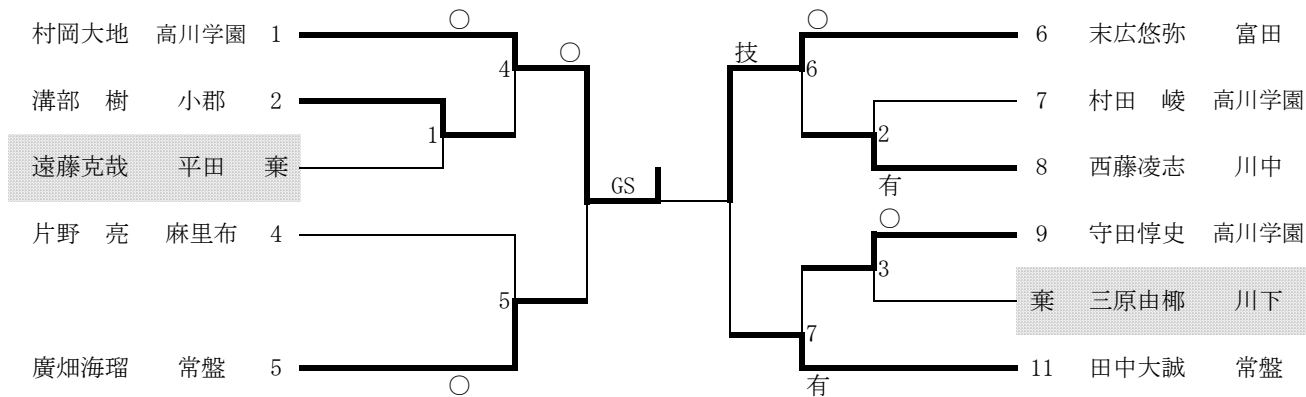 ○ ○
村岡大地 高川学園 1 6 末広悠弥 富田
4 ○ 技 6
溝部 樹 小郡 2 7 村田 崚 高川学園
1 2
遠藤克哉 平田 棄 8 西藤凌志 川中
GS 有
○
片野 亮 麻里布 4 9 守田惇史 高川学園
3
5 棄 三原由椰 川下
7
廣畑海瑠 常盤 5 11 田中大誠 常盤
○ 有